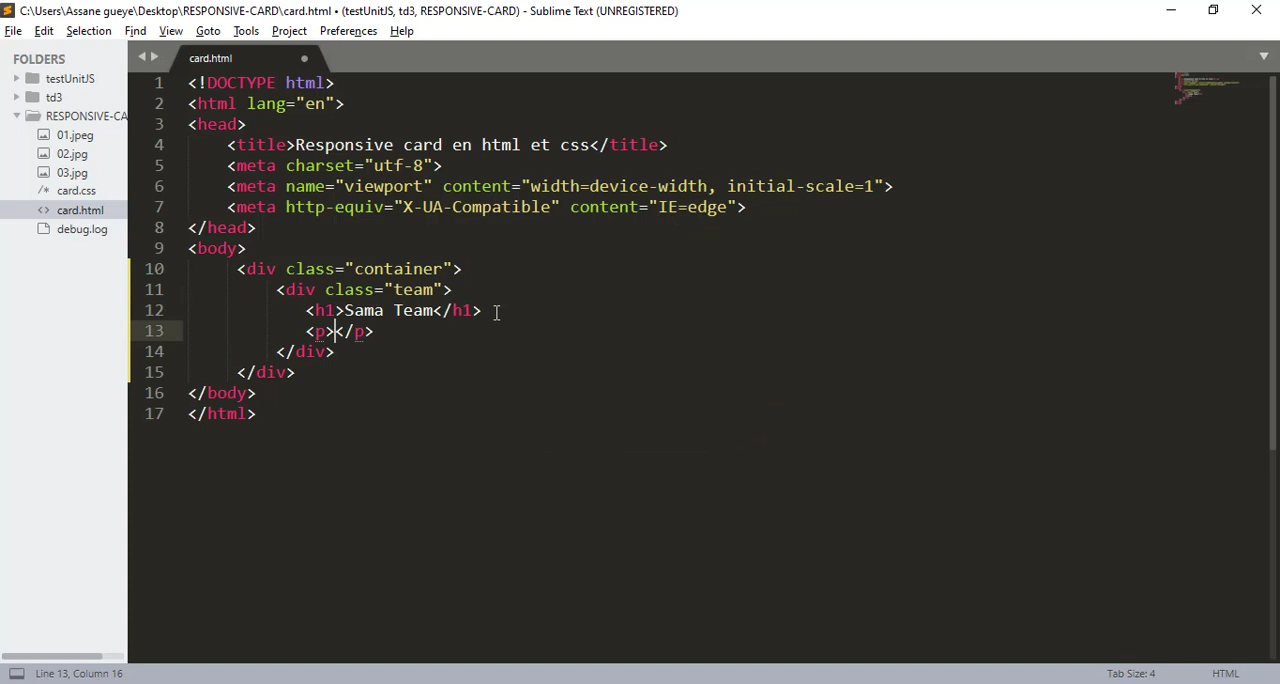 C:\Users\Assane gueye\Desktop\RESPONSIVE-CARD\card.html • (testUnitJS, td3, RESPONSIVE-CARD) - Sublime Text (UNREGISTERED)
File Edit Selection Find View Goto Tools Project Preferences Help
FOLDERS
testUnitJS
td3
RESPONSIVE-CA
01.jpeg
02.jpg
03.jpg
card.css
card.html
debug.log
card.html
1 <!DOCTYPE html>
2 <html lang="en">
3 <head>
4 <title>Responsive card en html et css</title>
5 <meta charset="utf-8">
6 <meta name="viewport" content="width=device-width, initial-scale=1">
7 <meta http-equiv="X-UA-Compatible" content="IE=edge">
8 </head>
9 <body>
10 <div class="container">
11 <div class="team">
12 <h1>Sama Team</h1>
13 <p></p>
14 </div>
15 </div>
16 </body>
17 </html>
Line 13, Column 16
Tab Size: 4
HTML